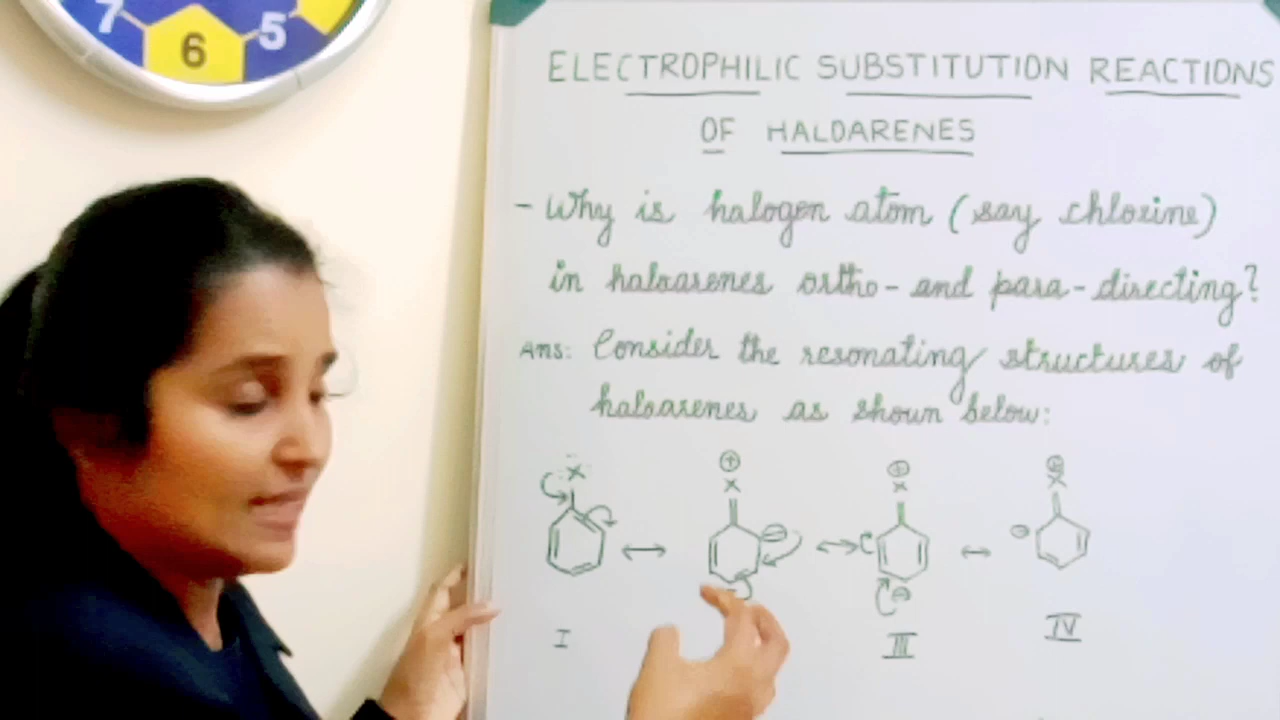 7
6
5
ELECTROPHILIC SUBSTITUTION REACTIONS
OF HALOARENES
- Why is halogen atom (say chlorine)
in haloarenes ortho- and para-directing?
Ans: Consider the resonating structures of
haloarenes as shown below:
X ⊕ X ⊕ X ⊕ X
⊖ ⊖ ⊖
I III IV